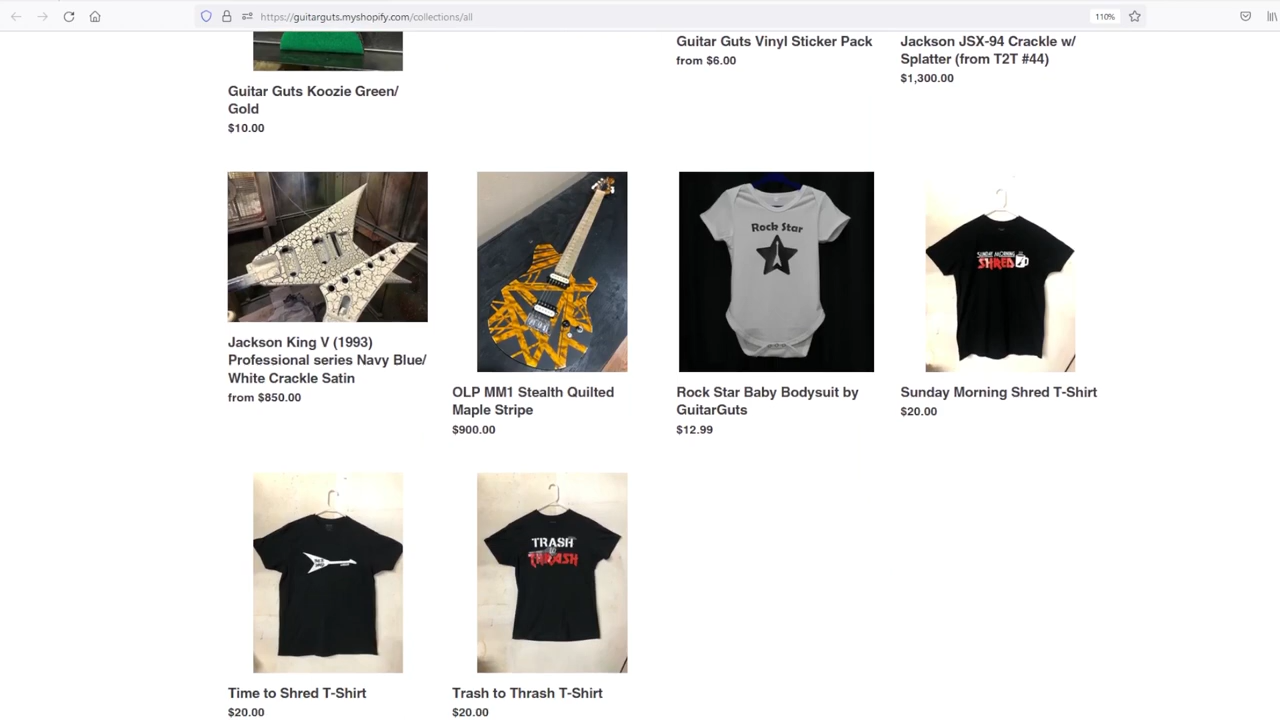 https://guitarguts.myshopify.com/collections/all
110%
Guitar Guts Koozie Green/
Gold
$10.00
Guitar Guts Vinyl Sticker Pack
from $6.00
Jackson JSX-94 Crackle w/
Splatter (from T2T #44)
$1,300.00
Jackson King V (1993)
Professional series Navy Blue/
White Crackle Satin
from $850.00
OLP MM1 Stealth Quilted
Maple Stripe
$900.00
Rock Star
Rock Star Baby Bodysuit by
GuitarGuts
$12.99
SUNDAY MORNING
SHRED
Sunday Morning Shred T-Shirt
$20.00
Time to Shred T-Shirt
$20.00
TRASH
THRASH
Trash to Thrash T-Shirt
$20.00